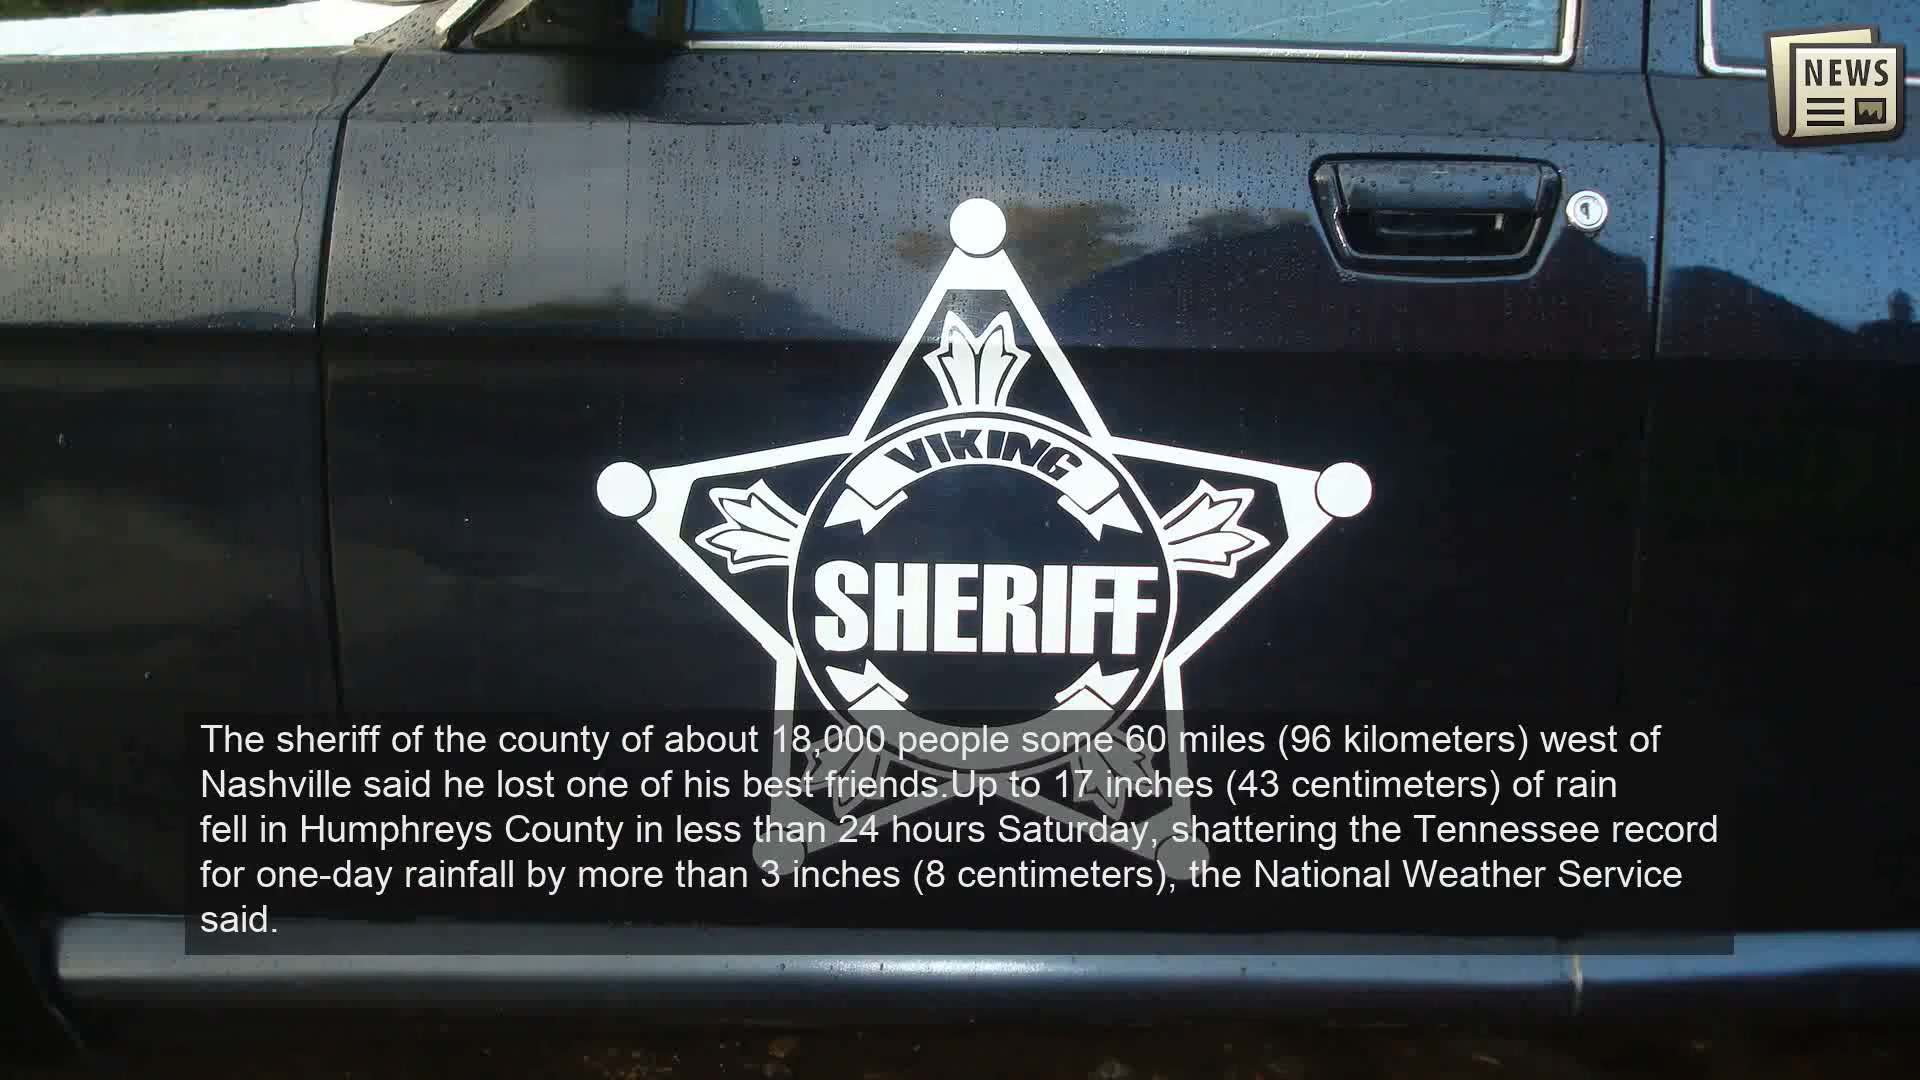 NEWS
VIKING
SHERIFF
The sheriff of the county of about 18,000 people some 60 miles (96 kilometers) west of
Nashville said he lost one of his best friends.Up to 17 inches (43 centimeters) of rain
fell in Humphreys County in less than 24 hours Saturday, shattering the Tennessee record
for one-day rainfall by more than 3 inches (8 centimeters), the National Weather Service
said.